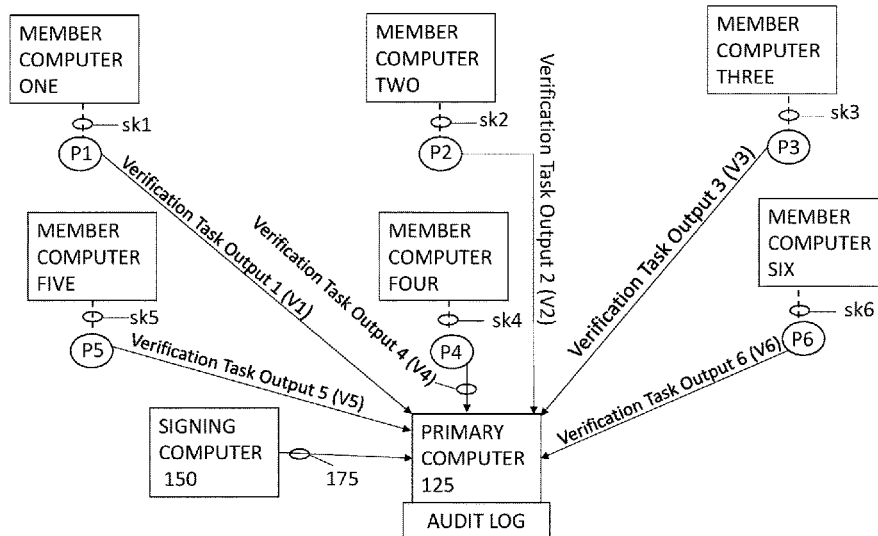 MEMBER
COMPUTER
ONE
MEMBER
COMPUTER
TWO
MEMBER
COMPUTER
THREE
sk1
sk2
sk3
P1
P2
P3
Verification Task Output 1 (V1)
Verification Task Output 2 (V2)
Verification Task Output 3 (V3)
MEMBER
COMPUTER
FIVE
MEMBER
COMPUTER
FOUR
MEMBER
COMPUTER
SIX
sk5
sk4
sk6
P5
P4
P6
Verification Task Output 5 (V5)
Verification Task Output 4 (V4)
Verification Task Output 6 (V6)
SIGNING
COMPUTER
150
175
PRIMARY
COMPUTER
125
AUDIT LOG